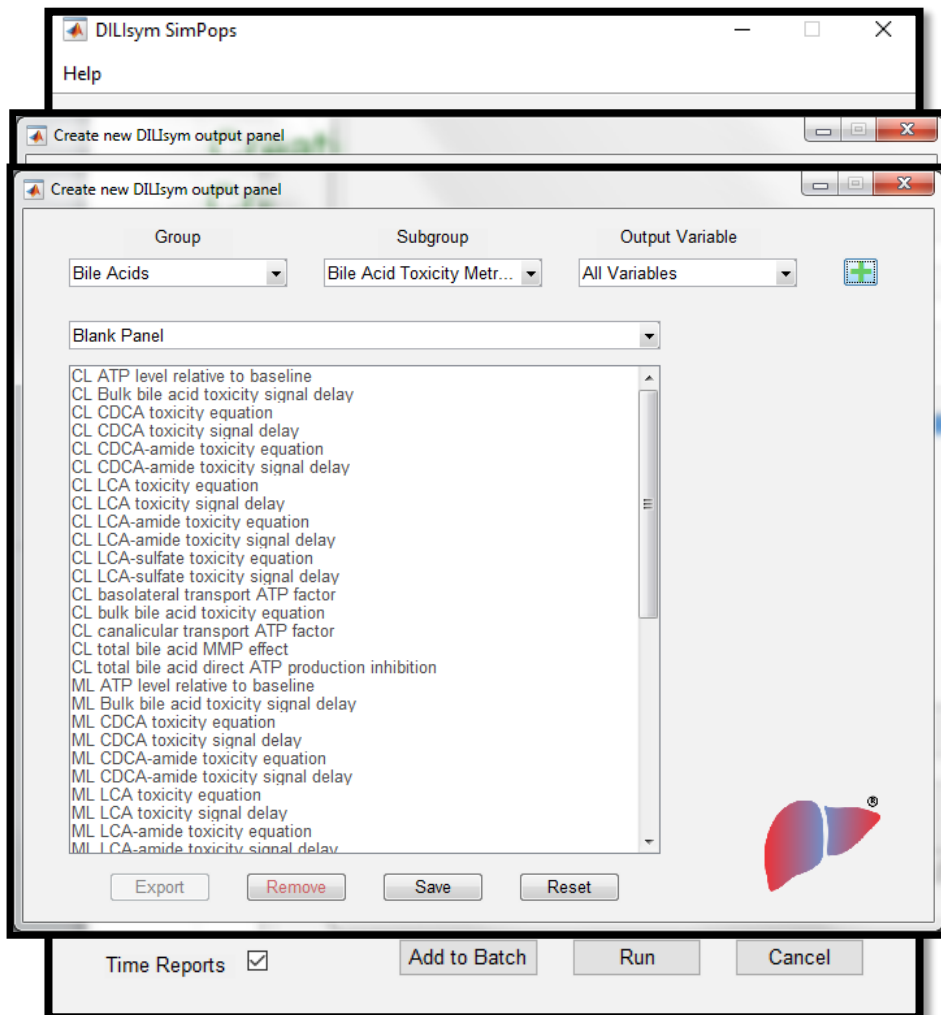 DILIsym SimPops
Help
Create new DILIsym output panel
Create new DILIsym output panel
Group Subgroup Output Variable
Bile Acids Bile Acid Toxicity Metr... All Variables
Blank Panel
CL ATP level relative to baseline
CL Bulk bile acid toxicity signal delay
CL CDCA toxicity equation
CL CDCA toxicity signal delay
CL CDCA-amide toxicity equation
CL CDCA-amide toxicity signal delay
CL LCA toxicity equation
CL LCA toxicity signal delay
CL LCA-amide toxicity equation
CL LCA-amide toxicity signal delay
CL LCA-sulfate toxicity equation
CL LCA-sulfate toxicity signal delay
CL basolateral transport ATP factor
CL bulk bile acid toxicity equation
CL canalicular transport ATP factor
CL total bile acid MMP effect
CL total bile acid direct ATP production inhibition
ML ATP level relative to baseline
ML Bulk bile acid toxicity signal delay
ML CDCA toxicity equation
ML CDCA toxicity signal delay
ML CDCA-amide toxicity equation
ML CDCA-amide toxicity signal delay
ML LCA toxicity equation
ML LCA toxicity signal delay
ML LCA-amide toxicity equation
ML LCA-amide toxicity signal delay
®
Export Remove Save Reset
Time Reports Add to Batch Run Cancel